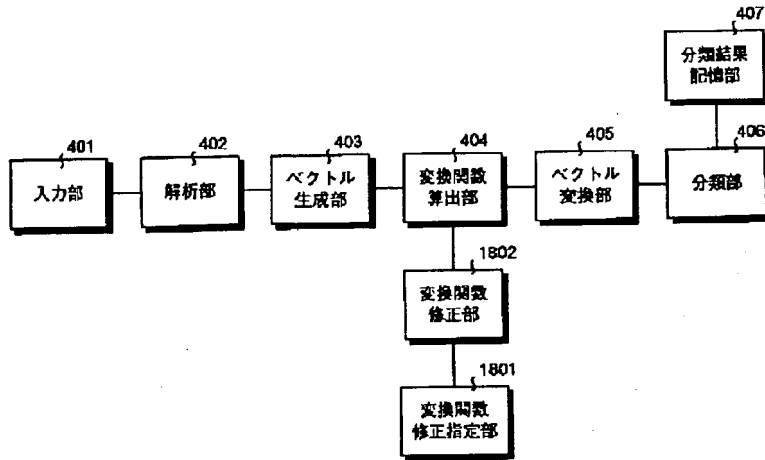 407
分類結果
記憶部
401
402
403
404
405
406
入力部
解析部
ベクトル
生成部
変換関数
算出部
ベクトル
変換部
分類部
1802
変換関数
修正部
1801
変換関数
修正指定部